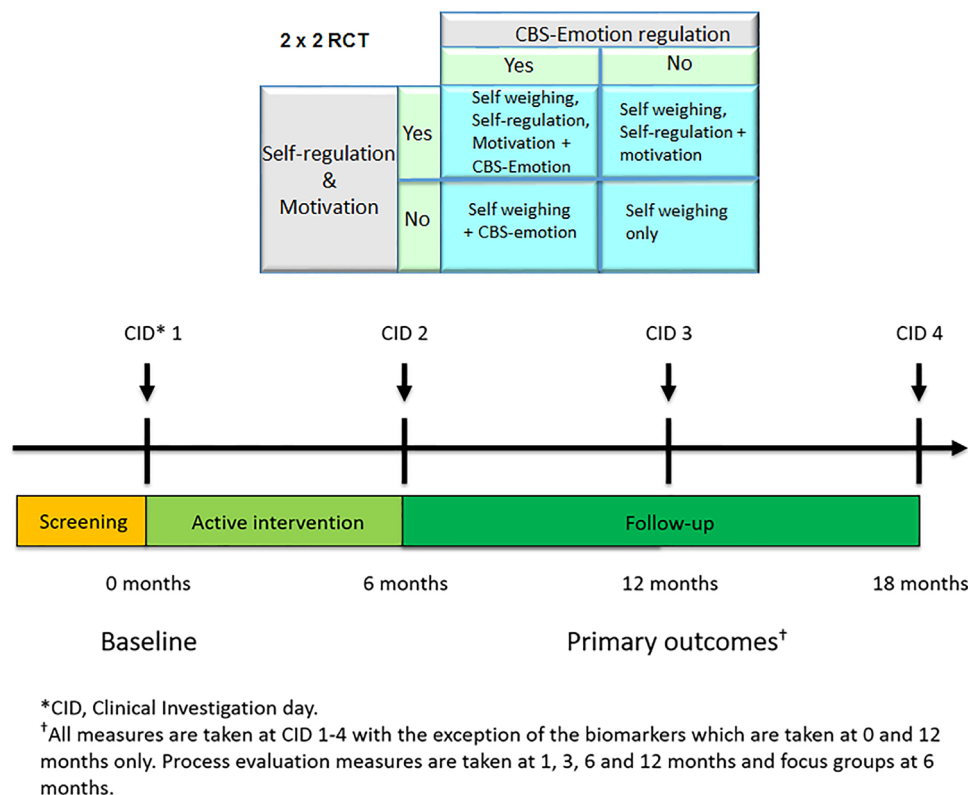 2 x 2 RCT
CBS-Emotion regulation
Yes
No
Self-regulation
&
Motivation
Yes
Self weighing,
Self-regulation,
Motivation +
CBS-Emotion
Self weighing,
Self-regulation +
motivation
No
Self weighing
+ CBS-emotion
Self weighing
only
CID* 1
CID 2
CID 3
CID 4
Screening
Active intervention
Follow-up
0 months
6 months
12 months
18 months
Baseline
Primary outcomes†
*CID, Clinical Investigation day.
†All measures are taken at CID 1-4 with the exception of the biomarkers which are taken at 0 and 12
months only. Process evaluation measures are taken at 1, 3, 6 and 12 months and focus groups at 6
months.